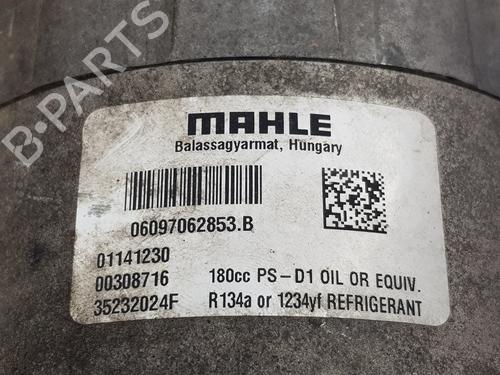 B-PARTS
MAHLE
Balassagyarmat, Hungary
06097062853.B
01141230
00308716 180cc PS-D1 OIL OR EQUIV.
35232024F R134a or 1234yf REFRIGERANT